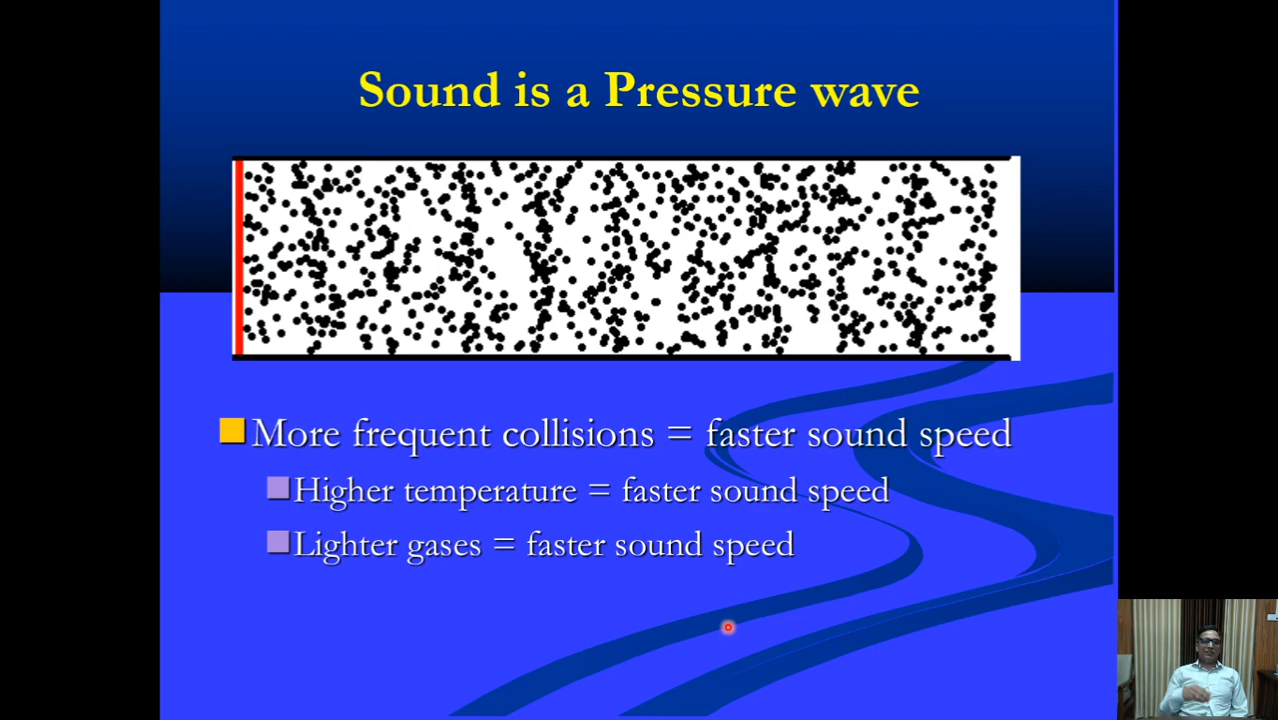 Sound is a Pressure wave
More frequent collisions = faster sound speed
Higher temperature = faster sound speed
Lighter gases = faster sound speed